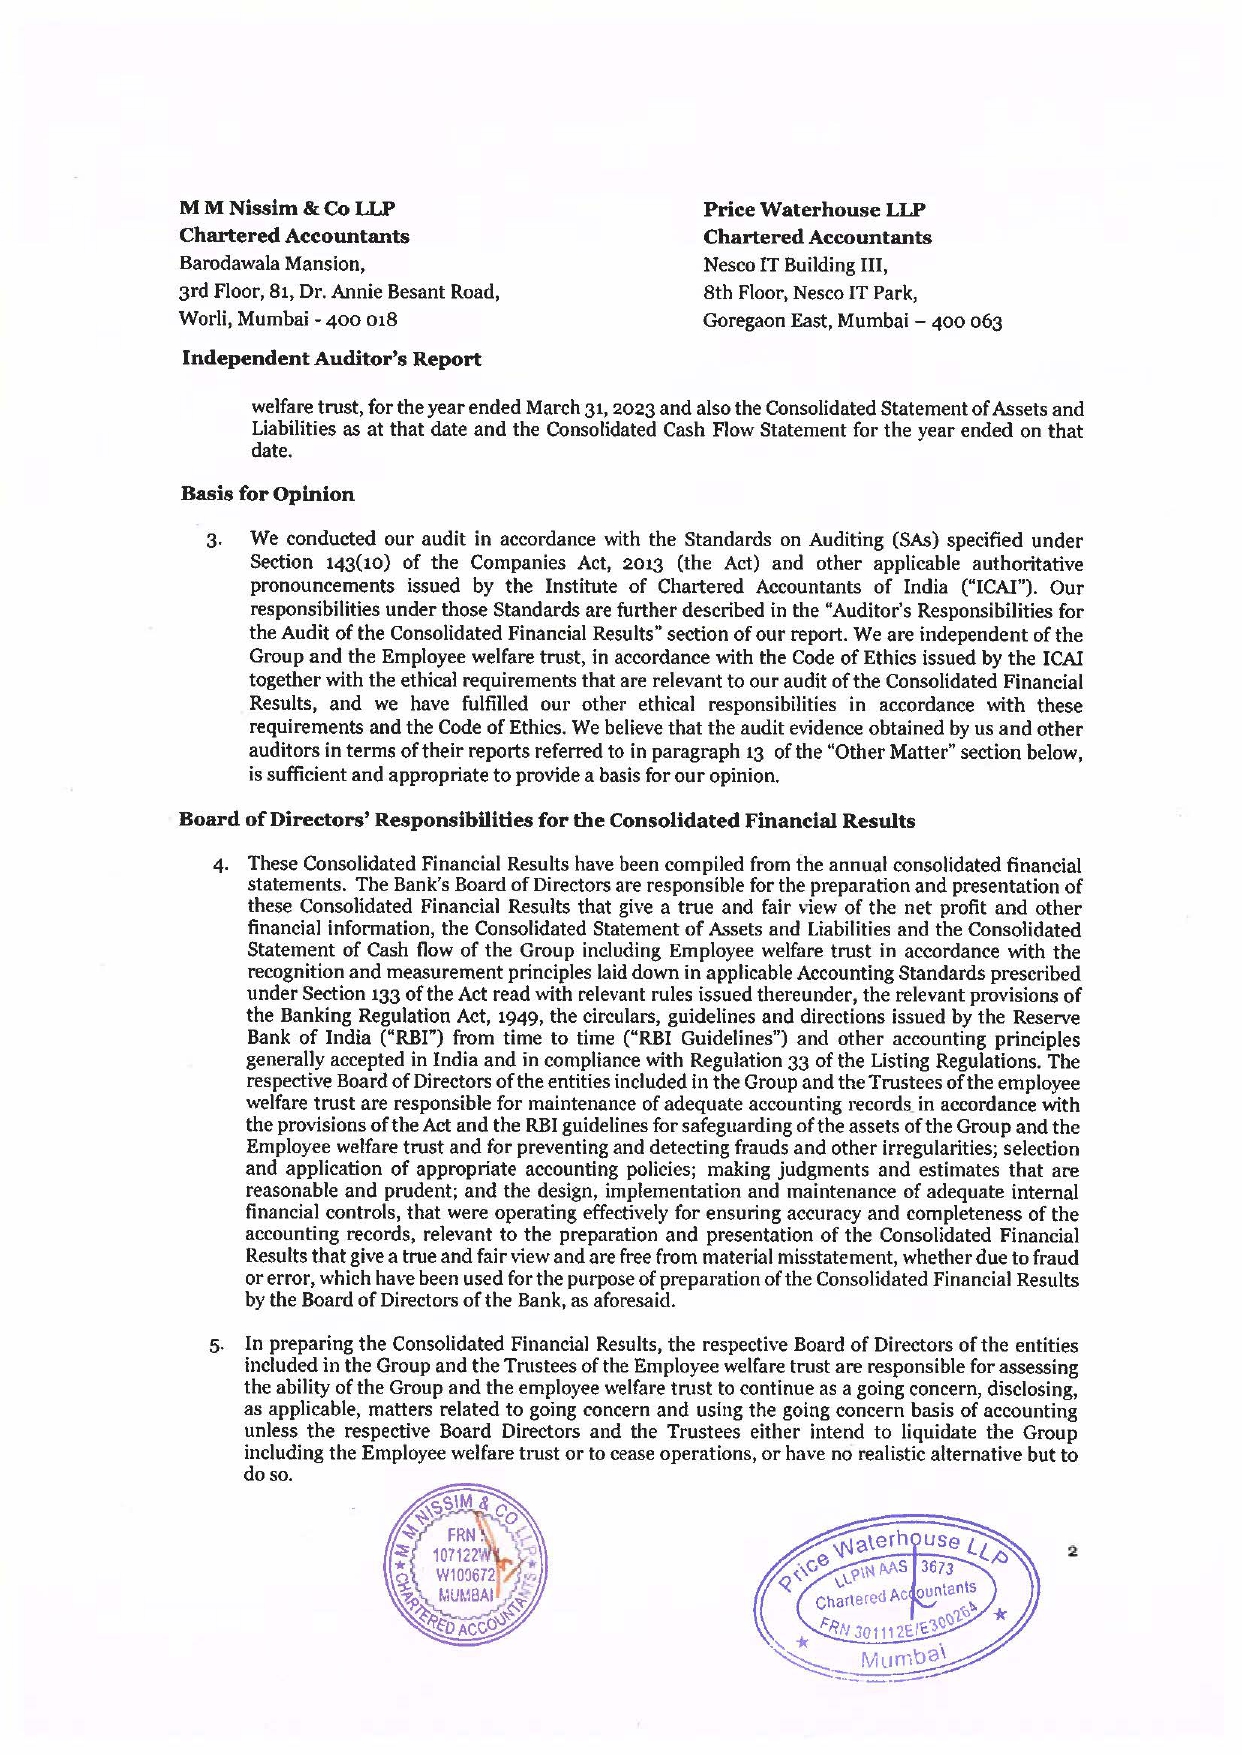 M M Nissim & Co LLP
Chartered Accountants
Barodawala Mansion,
3rd Floor, 81, Dr. Annie Besant Road,
Worli, Mumbai - 400 018
Price Waterhouse LLP
Chartered Accountants
Nesco IT Building III,
8th Floor, Nesco IT Park,
Goregaon East, Mumbai – 400 063
Independent Auditor's Report
welfare trust, for the year ended March 31, 2023 and also the Consolidated Statement of Assets and
Liabilities as at that date and the Consolidated Cash Flow Statement for the year ended on that
date.
Basis for Opinion
3. We conducted our audit in accordance with the Standards on Auditing (SAs) specified under
Section 143(10) of the Companies Act, 2013 (the Act) and other applicable authoritative
pronouncements issued by the Institute of Chartered Accountants of India ("ICAI"). Our
responsibilities under those Standards are further described in the "Auditor's Responsibilities for
the Audit of the Consolidated Financial Results" section of our report. We are independent of the
Group and the Employee welfare trust, in accordance with the Code of Ethics issued by the ICAI
together with the ethical requirements that are relevant to our audit of the Consolidated Financial
Results, and we have fulfilled our other ethical responsibilities in accordance with these
requirements and the Code of Ethics. We believe that the audit evidence obtained by us and other
auditors in terms of their reports referred to in paragraph 13 of the "Other Matter" section below,
is sufficient and appropriate to provide a basis for our opinion.
Board of Directors' Responsibilities for the Consolidated Financial Results
4. These Consolidated Financial Results have been compiled from the annual consolidated financial
statements. The Bank's Board of Directors are responsible for the preparation and presentation of
these Consolidated Financial Results that give a true and fair view of the net profit and other
financial information, the Consolidated Statement of Assets and Liabilities and the Consolidated
Statement of Cash flow of the Group including Employee welfare trust in accordance with the
recognition and measurement principles laid down in applicable Accounting Standards prescribed
under Section 133 of the Act read with relevant rules issued thereunder, the relevant provisions of
the Banking Regulation Act, 1949, the circulars, guidelines and directions issued by the Reserve
Bank of India ("RBI") from time to time ("RBI Guidelines") and other accounting principles
generally accepted in India and in compliance with Regulation 33 of the Listing Regulations. The
respective Board of Directors of the entities included in the Group and the Trustees of the employee
welfare trust are responsible for maintenance of adequate accounting records in accordance with
the provisions of the Act and the RBI guidelines for safeguarding of the assets of the Group and the
Employee welfare trust and for preventing and detecting frauds and other irregularities; selection
and application of appropriate accounting policies; making judgments and estimates that are
reasonable and prudent; and the design, implementation and maintenance of adequate internal
financial controls, that were operating effectively for ensuring accuracy and completeness of the
accounting records, relevant to the preparation and presentation of the Consolidated Financial
Results that give a true and fair view and are free from material misstatement, whether due to fraud
or error, which have been used for the purpose of preparation of the Consolidated Financial Results
by the Board of Directors of the Bank, as aforesaid.
5. In preparing the Consolidated Financial Results, the respective Board of Directors of the entities
included in the Group and the Trustees of the Employee welfare trust are responsible for assessing
the ability of the Group and the employee welfare trust to continue as a going concern, disclosing,
as applicable, matters related to going concern and using the going concern basis of accounting
unless the respective Board Directors and the Trustees either intend to liquidate the Group
including the Employee welfare trust or to cease operations, or have no realistic alternative but to
do so.
M M NISSIM & CO LLP
FRN
107122W
W100672
MUMBAI
CHARTERED ACCOUNTANTS
Price Waterhouse LLP
LLPIN AAS 3673
Chartered Accountants
FRN 301112E/E300264
Mumbai
2